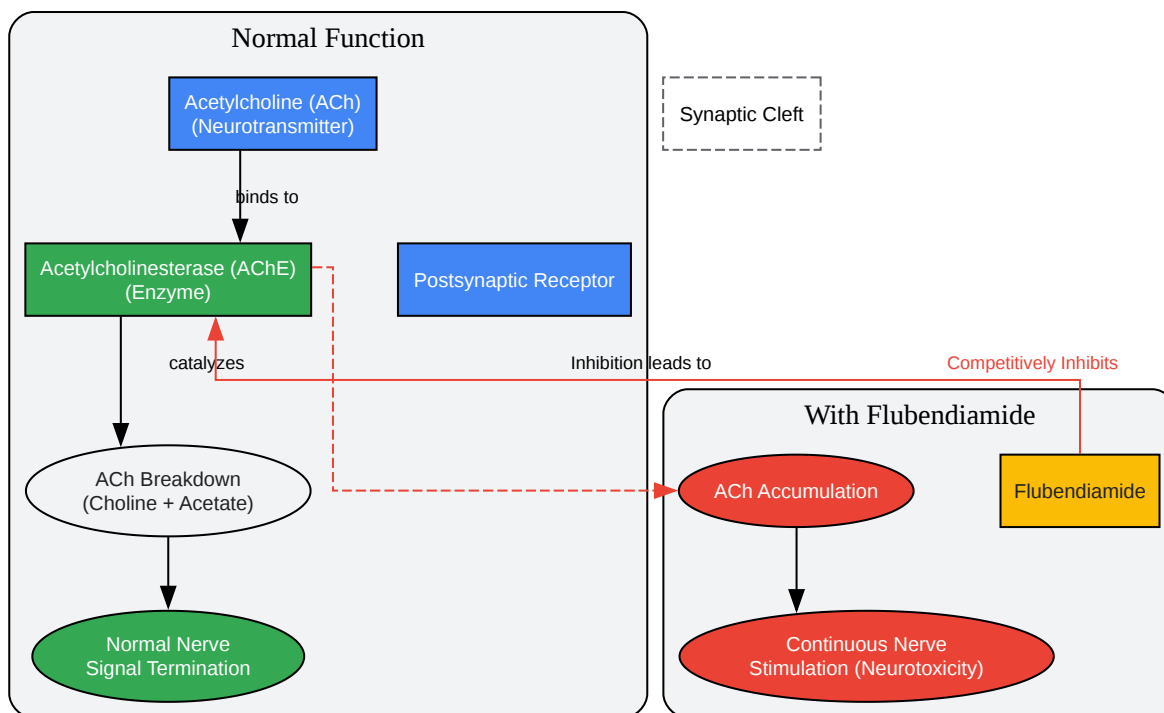 Normal Function
Acetylcholine (ACh)
(Neurotransmitter)
Synaptic Cleft
binds to
Acetylcholinesterase (AChE)
(Enzyme)
Postsynaptic Receptor
catalyzes
Inhibition leads to
Competitively Inhibits
With Flubendiamide
ACh Breakdown
(Choline + Acetate)
ACh Accumulation
Flubendiamide
Normal Nerve
Signal Termination
Continuous Nerve
Stimulation (Neurotoxicity)